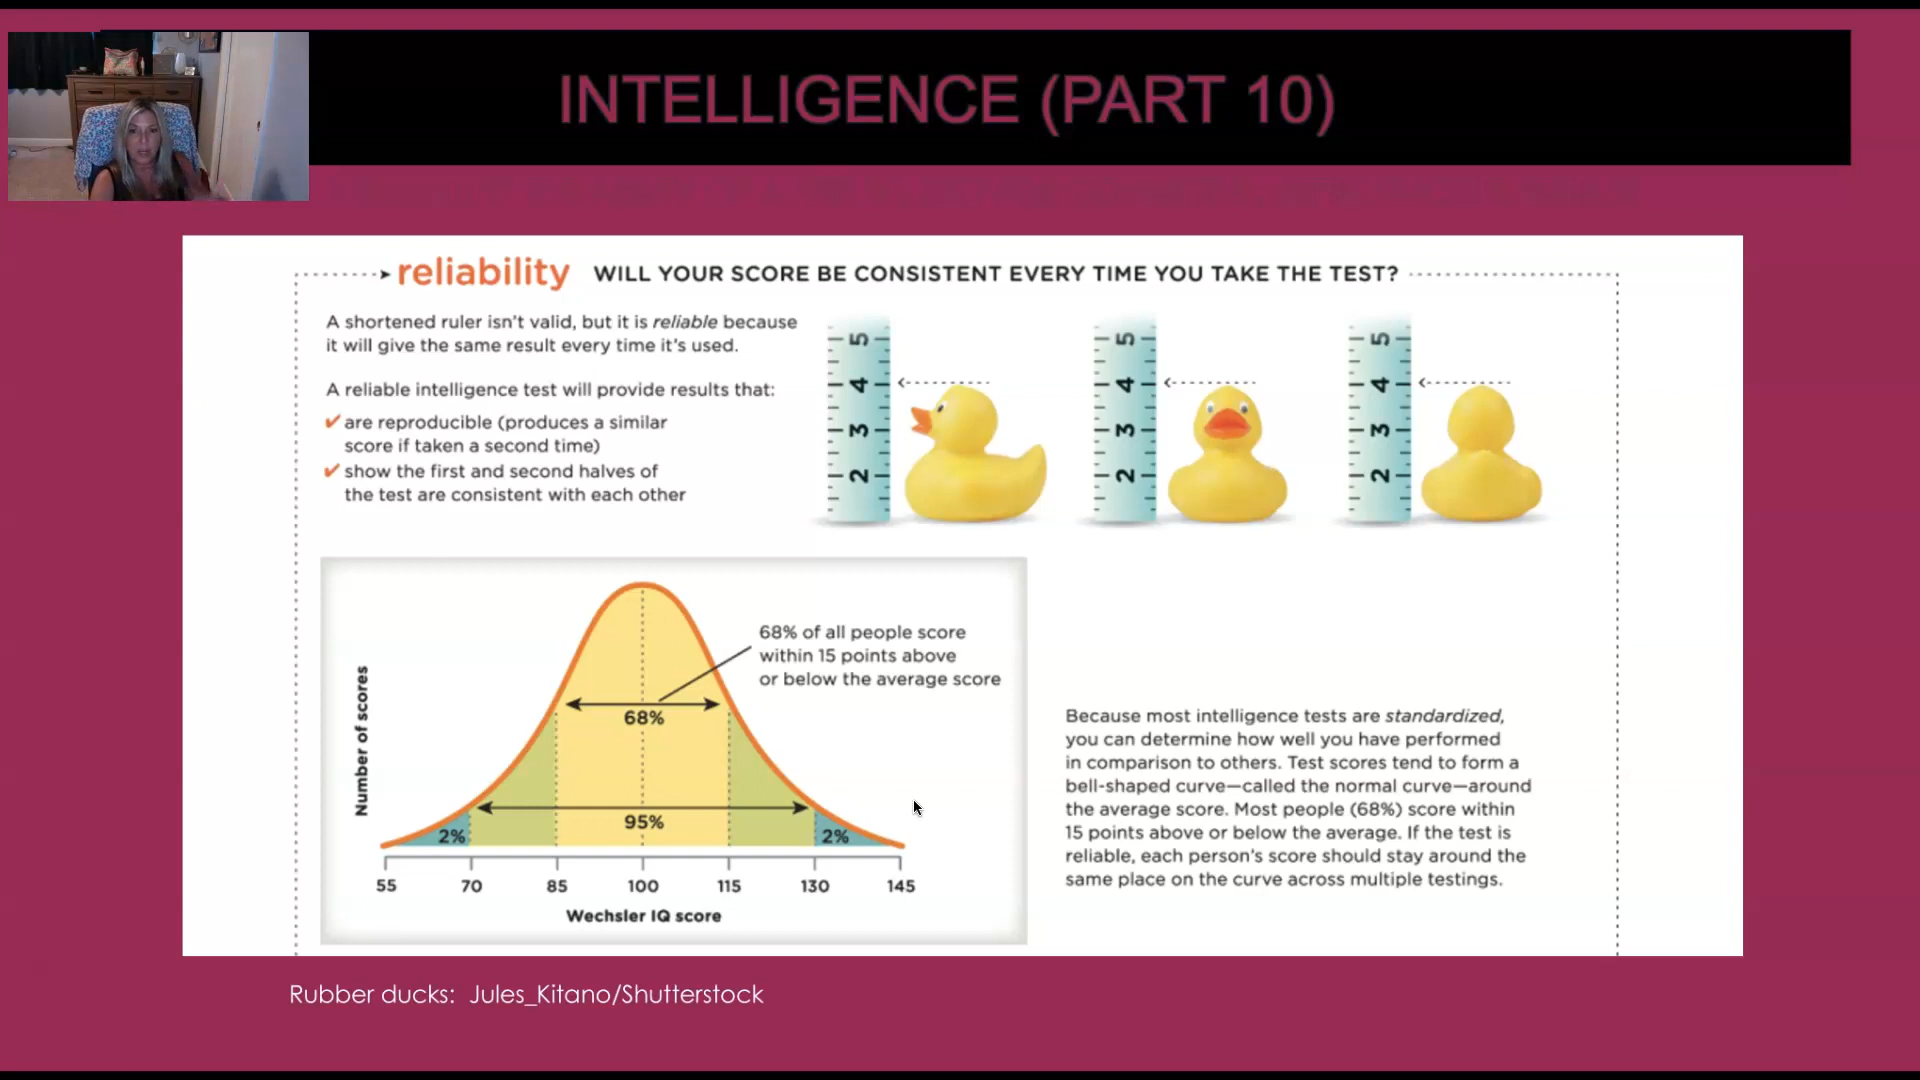 INTELLIGENCE (PART 10)
reliability WILL YOUR SCORE BE CONSISTENT EVERY TIME YOU TAKE THE TEST?
A shortened ruler isn't valid, but it is reliable because
it will give the same result every time it's used.
A reliable intelligence test will provide results that:
✔ are reproducible (produces a similar
score if taken a second time)
✔ show the first and second halves of
the test are consistent with each other
5
4
3
2
5
4
3
2
5
4
3
2
68% of all people score
within 15 points above
or below the average score
Number of scores
68%
95%
2%
2%
55 70 85 100 115 130 145
Wechsler IQ score
Because most intelligence tests are standardized,
you can determine how well you have performed
in comparison to others. Test scores tend to form a
bell-shaped curve—called the normal curve—around
the average score. Most people (68%) score within
15 points above or below the average. If the test is
reliable, each person's score should stay around the
same place on the curve across multiple testings.
Rubber ducks: Jules_Kitano/Shutterstock